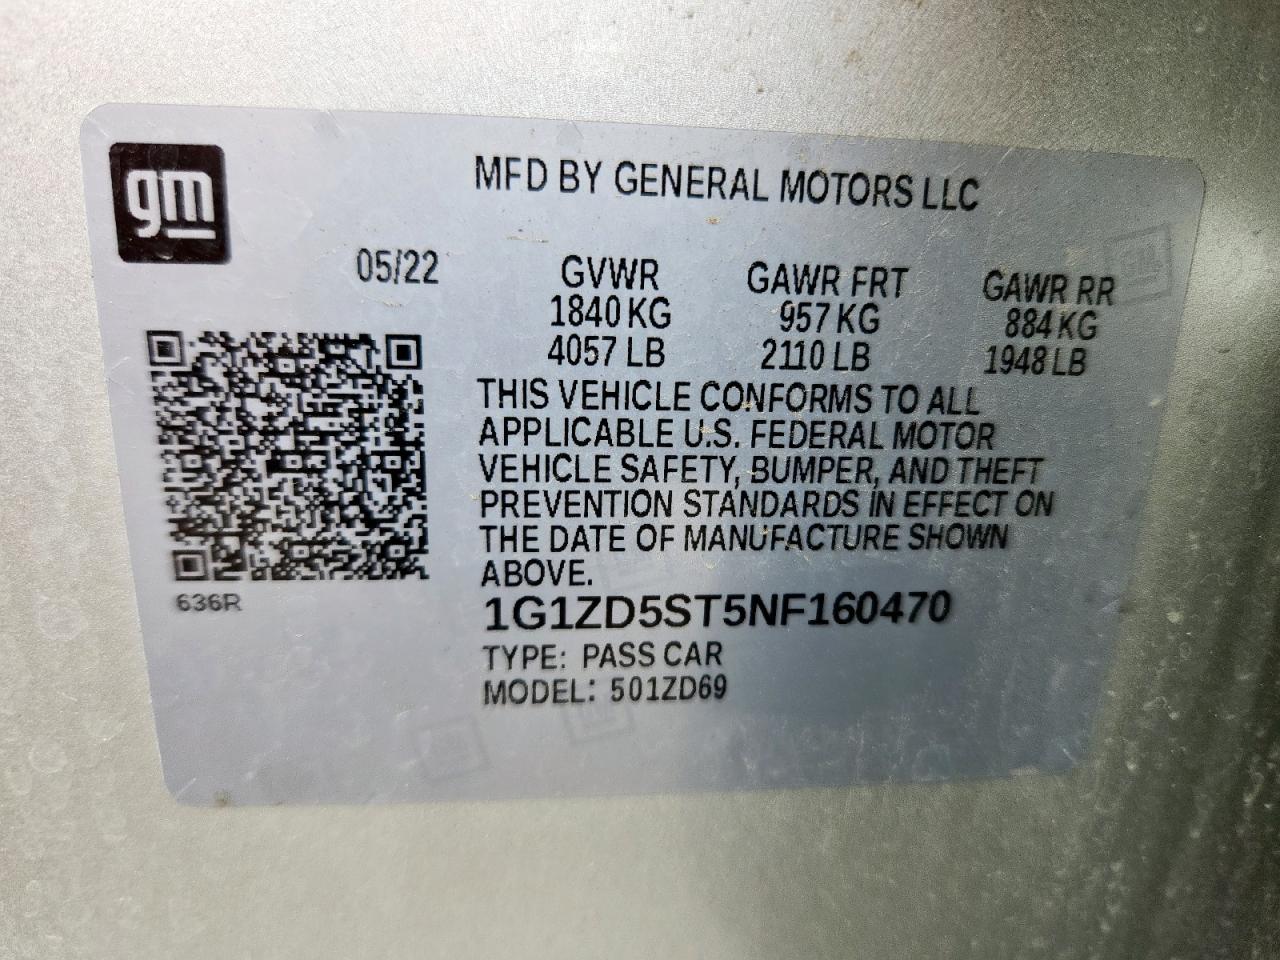 gm
MFD BY GENERAL MOTORS LLC
05/22 GVWR GAWR FRT GAWR RR
1840 KG 957 KG 884 KG
4057 LB 2110 LB 1948 LB
THIS VEHICLE CONFORMS TO ALL
APPLICABLE U.S. FEDERAL MOTOR
VEHICLE SAFETY, BUMPER, AND THEFT
PREVENTION STANDARDS IN EFFECT ON
THE DATE OF MANUFACTURE SHOWN
ABOVE.
636R
1G1ZD5ST5NF160470
TYPE: PASS CAR
MODEL: 501ZD69